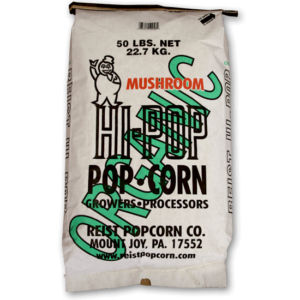 50 LBS. NET
22.7 KG.
MUSHROOM
HI-POP
ORGANIC
POP-CORN
GROWERS-PROCESSORS
REIST POPCORN CO.
MOUNT JOY, PA. 17552
www.reistpopcorn.com